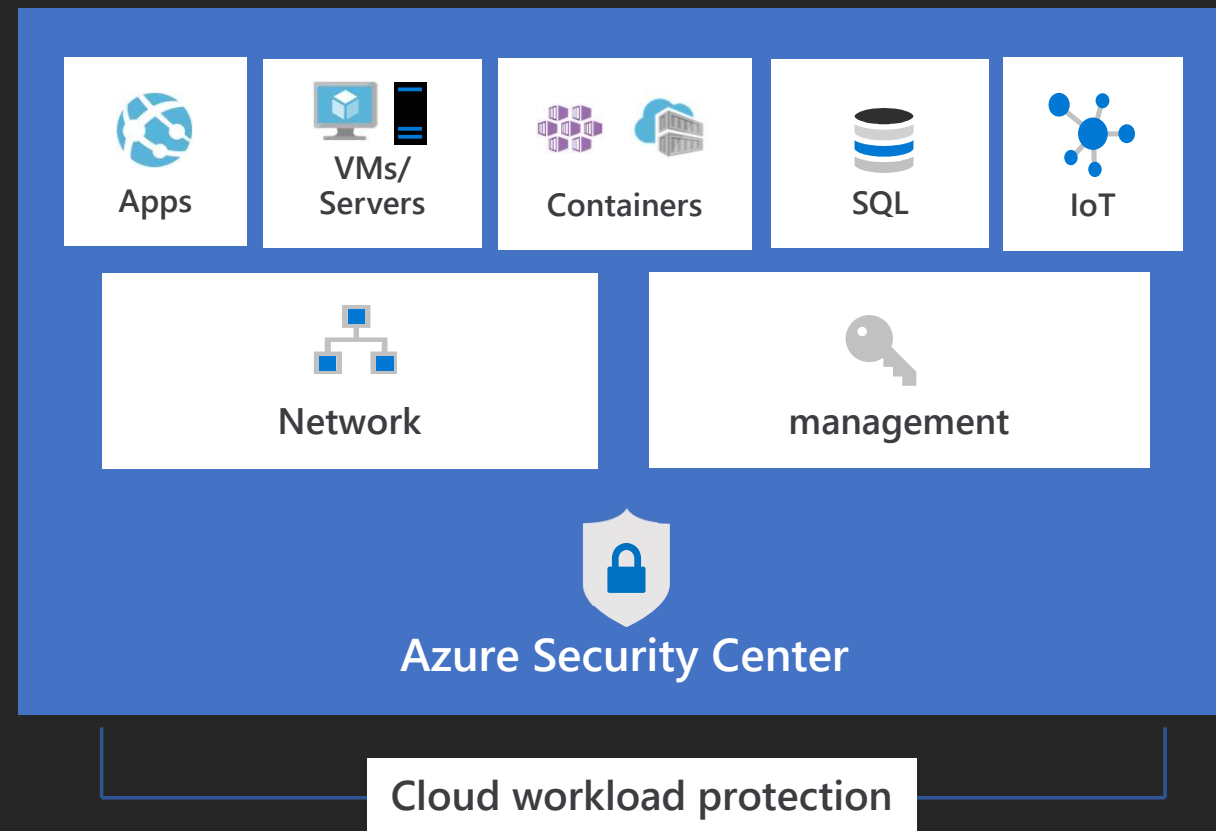 Apps
VMs/
Servers
Containers
SQL
IoT
Network
management
Azure Security Center
Cloud workload protection